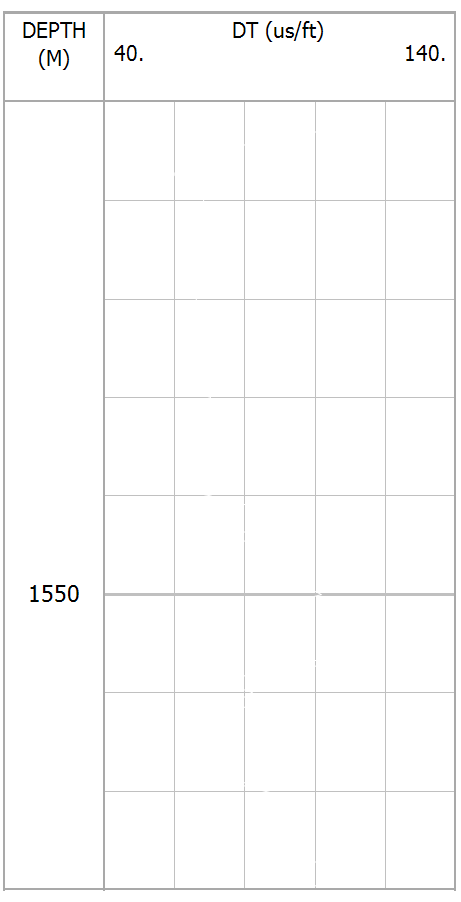 DEPTH
(M)
DT (us/ft)
40.
140.
1550